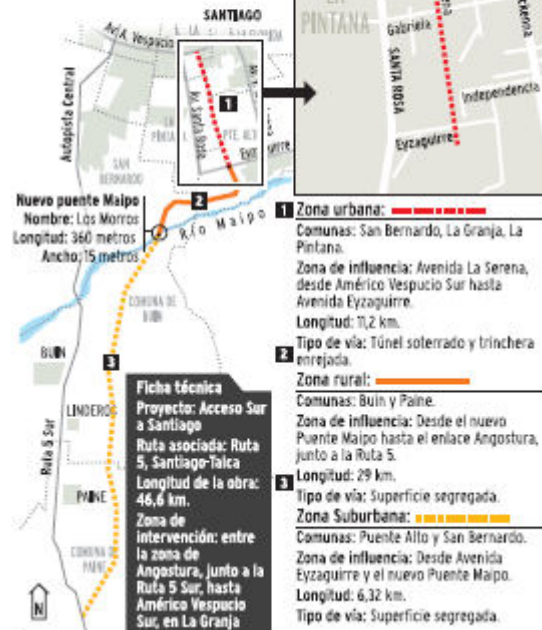 SANTIAGO
Av. A. Vespucio
Autopista Central
Av. Santa Rosa
1
PTE. ALTO
SAN
BERNARDO
2
Nuevo puente Maipo
Nombre: Los Morros
Longitud: 360 metros
Ancho: 15 metros
Río Maipo
COMUNA DE
BUIN
BUIN
3
LINDEROS
Ruta 5 Sur
PAINE
COMUNA DE
PAINE
N
Ficha técnica
Proyecto: Acceso Sur
a Santiago
Ruta asociada: Ruta
5, Santiago-Talca
Longitud de la obra:
46,6 km.
Zona de
intervención: entre
la zona de
Angostura, junto a la
Ruta 5 Sur, hasta
Américo Vespucio
Sur, en La Granja
LA
PINTANA
Gabriela
SANTA ROSA
Independencia
Eyzaguirre
1 Zona urbana:
Comunas: San Bernardo, La Granja, La
Pintana.
Zona de influencia: Avenida La Serena,
desde Américo Vespucio Sur hasta
Avenida Eyzaguirre.
Longitud: 11,2 km.
Tipo de vía: Túnel soterrado y trinchera
enrejada.
2
Zona rural:
Comunas: Buin y Paine.
Zona de influencia: Desde el nuevo
Puente Maipo hasta el enlace Angostura,
junto a la Ruta 5.
Longitud: 29 km.
3
Tipo de vía: Superficie segregada.
Zona Suburbana:
Comunas: Puente Alto y San Bernardo.
Zona de influencia: Desde Avenida
Eyzaguirre y el nuevo Puente Maipo.
Longitud: 6,32 km.
Tipo de vía: Superficie segregada.